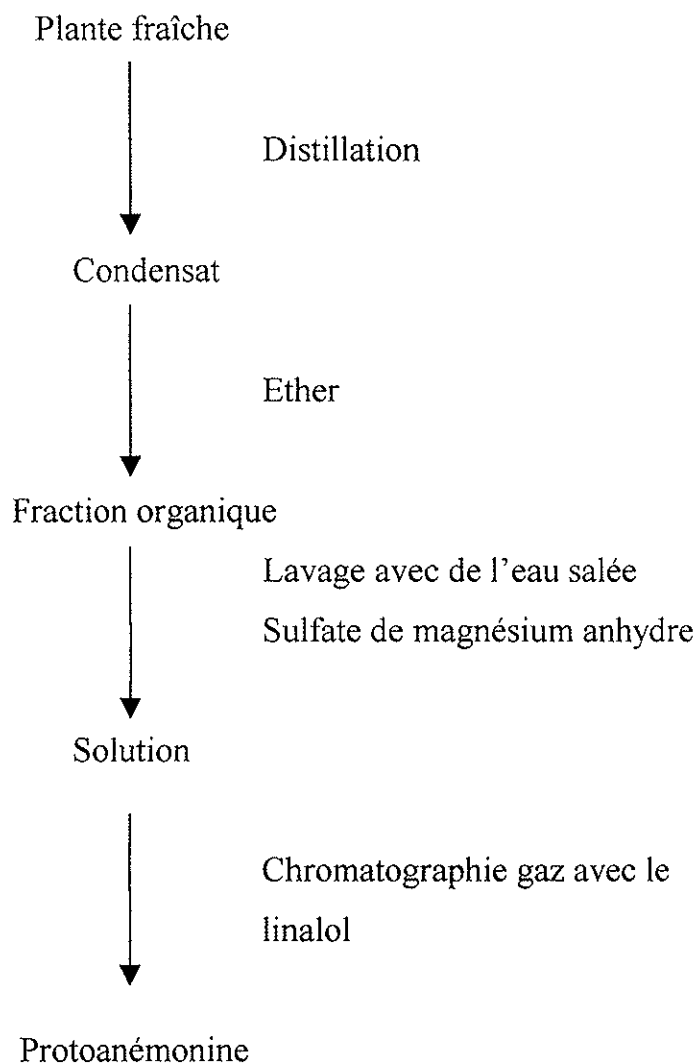 Plante fraîche
Distillation
Condensat
Ether
Fraction organique
Lavage avec de l'eau salée
Sulfate de magnésium anhydre
Solution
Chromatographie gaz avec le
linalol
Protoanémonine